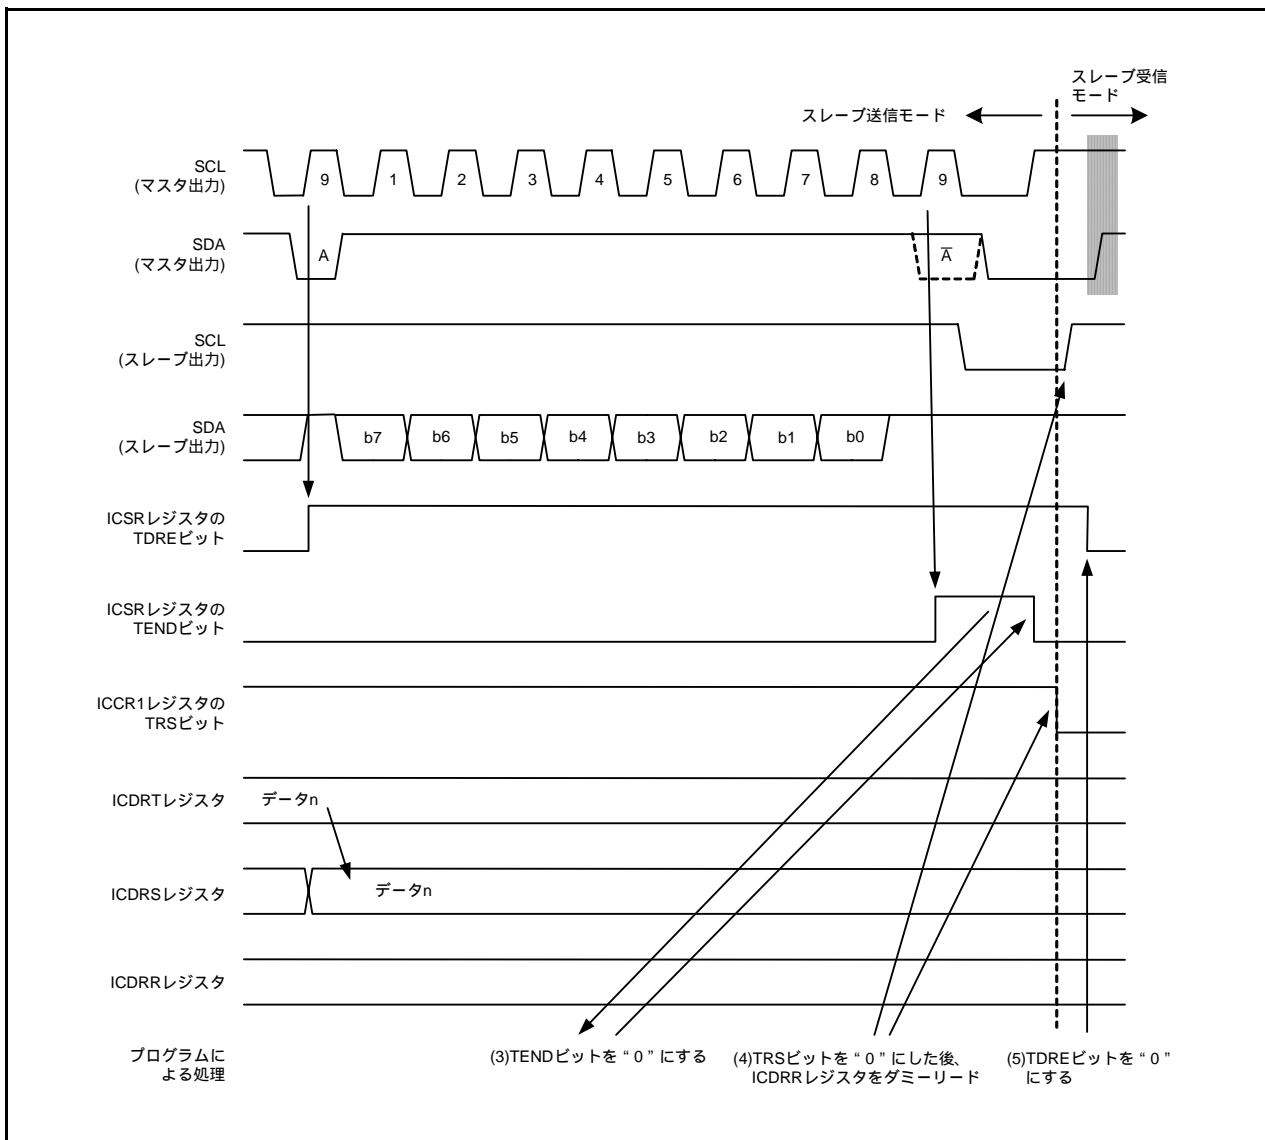 スレーブ受信
モード
スレーブ送信モード
SCL
(マスタ出力)
9 1 2 3 4 5 6 7 8 9
SDA
(マスタ出力)
A A̅
SCL
(スレーブ出力)
SDA
(スレーブ出力)
b7 b6 b5 b4 b3 b2 b1 b0
ICSRレジスタの
TDREビット
ICSRレジスタの
TENDビット
ICCR1レジスタの
TRSビット
ICDRTレジスタ データn
ICDRSレジスタ データn
ICDRRレジスタ
プログラムに
よる処理
(3)TENDビットを“0”にする
(4)TRSビットを“0”にした後、
ICDRRレジスタをダミーリード
(5)TDREビットを“0”
にする